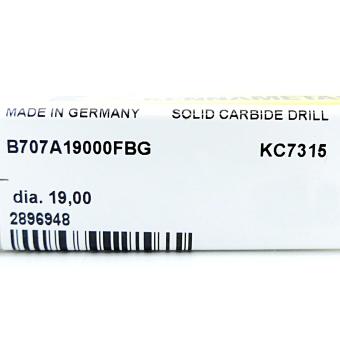 MADE IN GERMANY SOLID CARBIDE DRILL
B707A19000FBG KC7315
dia. 19,00
2896948